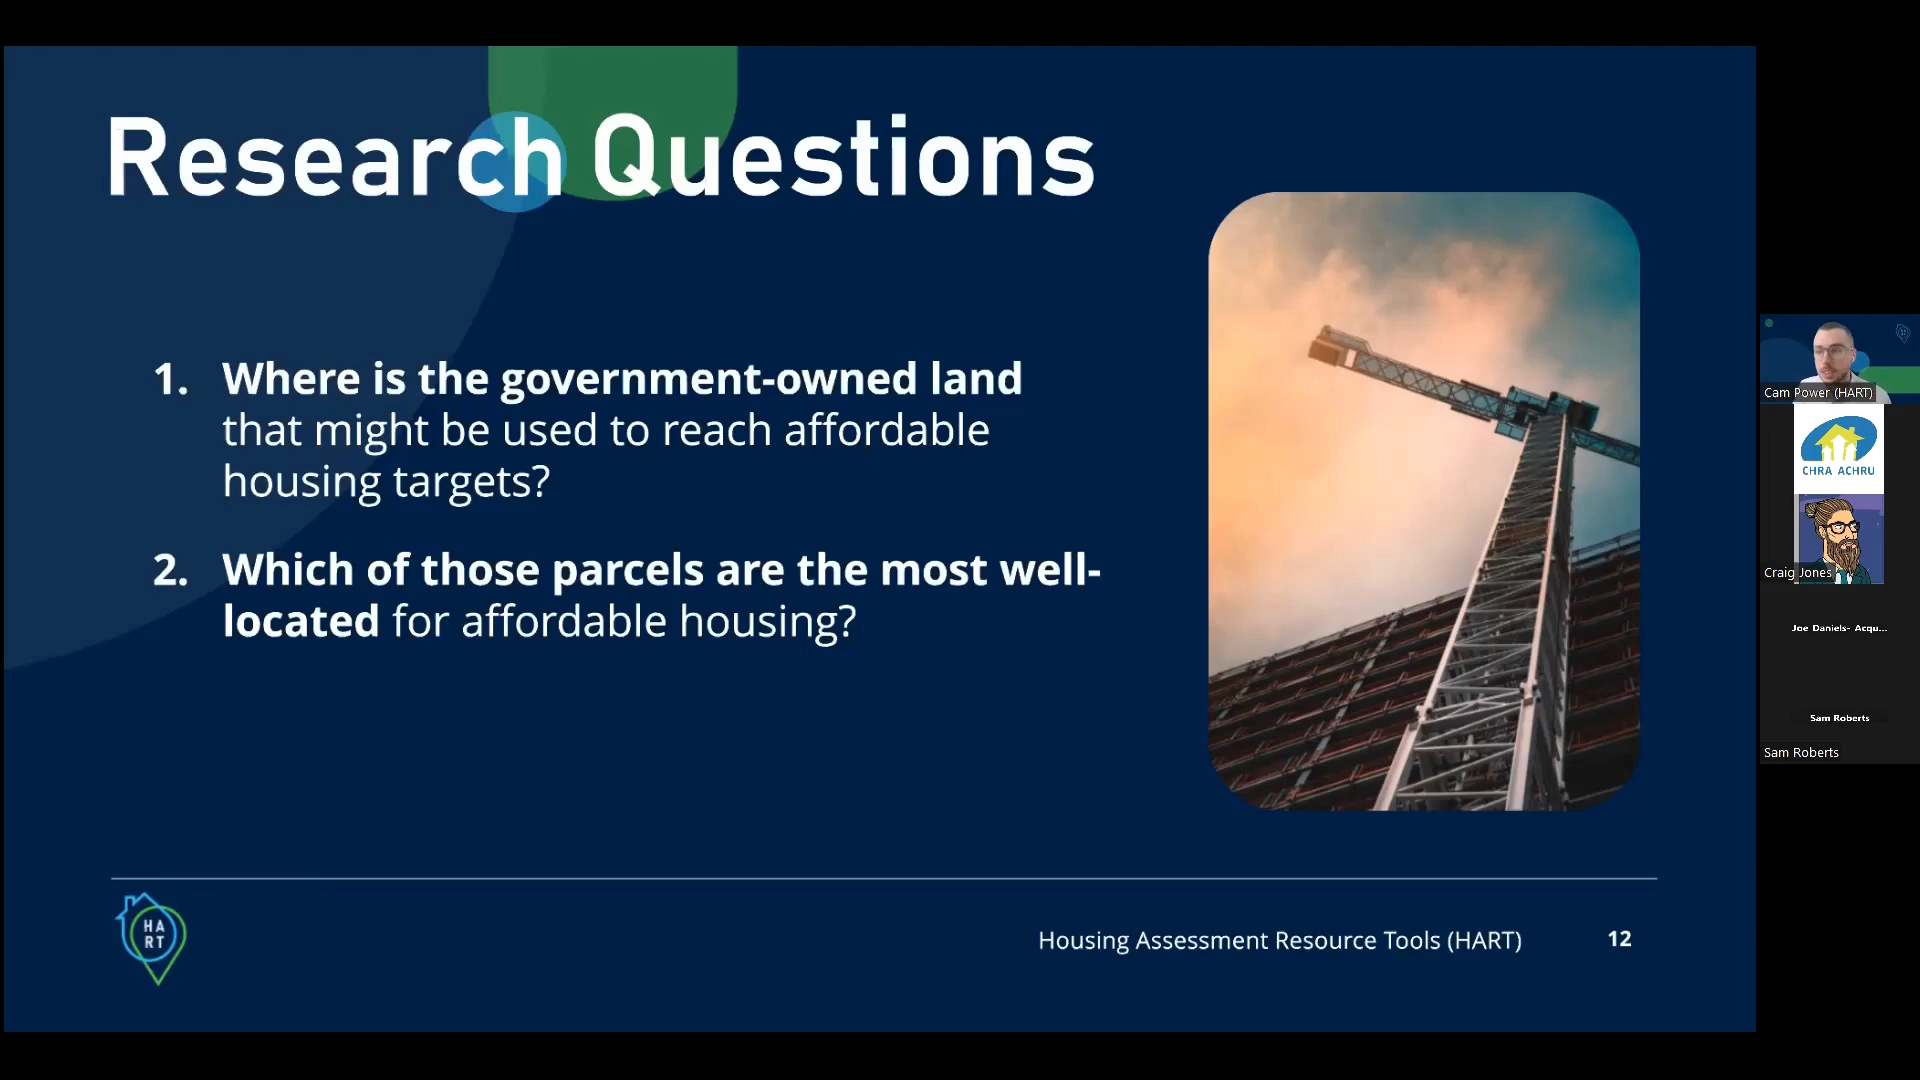 Research Questions
1. Where is the government-owned land
that might be used to reach affordable
housing targets?
2. Which of those parcels are the most well-
located for affordable housing?
HA
RT
Housing Assessment Resource Tools (HART)
12
Cam Power (HART)
CHRA ACHRU
Craig Jones
Joe Daniels- Acqu...
Sam Roberts
Sam Roberts